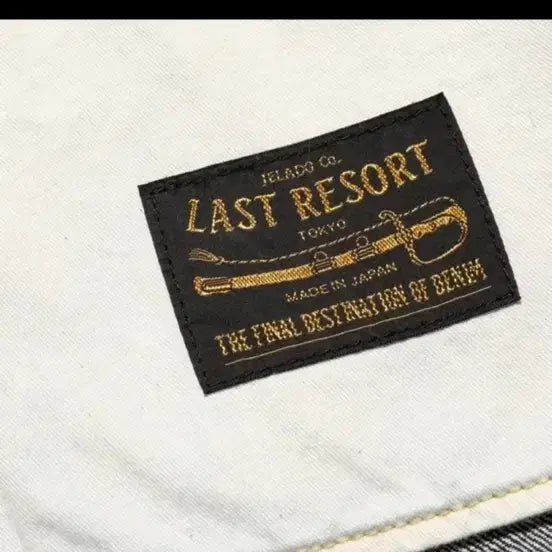 JELADO CO.
LAST RESORT
TOKYO
MADE IN JAPAN
THE FINAL DESTINATION OF DENIM